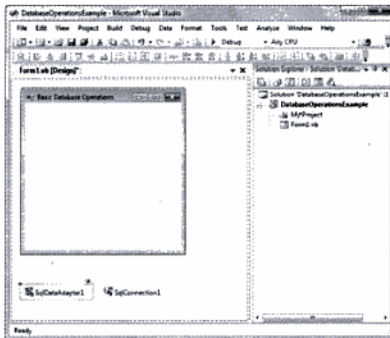 DatabaseOperationsExample - Microsoft Visual Studio
File Edit View Project Build Debug Data Format Tools Test Analyze Window Help
Debug Any CPU
Form1.vb [Design]*
Solution Explorer - Solution 'Datab...
Basic Database Operations
Solution 'DatabaseOperationsExample' (1
DatabaseOperationsExample
My Project
Form1.vb
SqlDataAdapter1 SqlConnection1
Ready